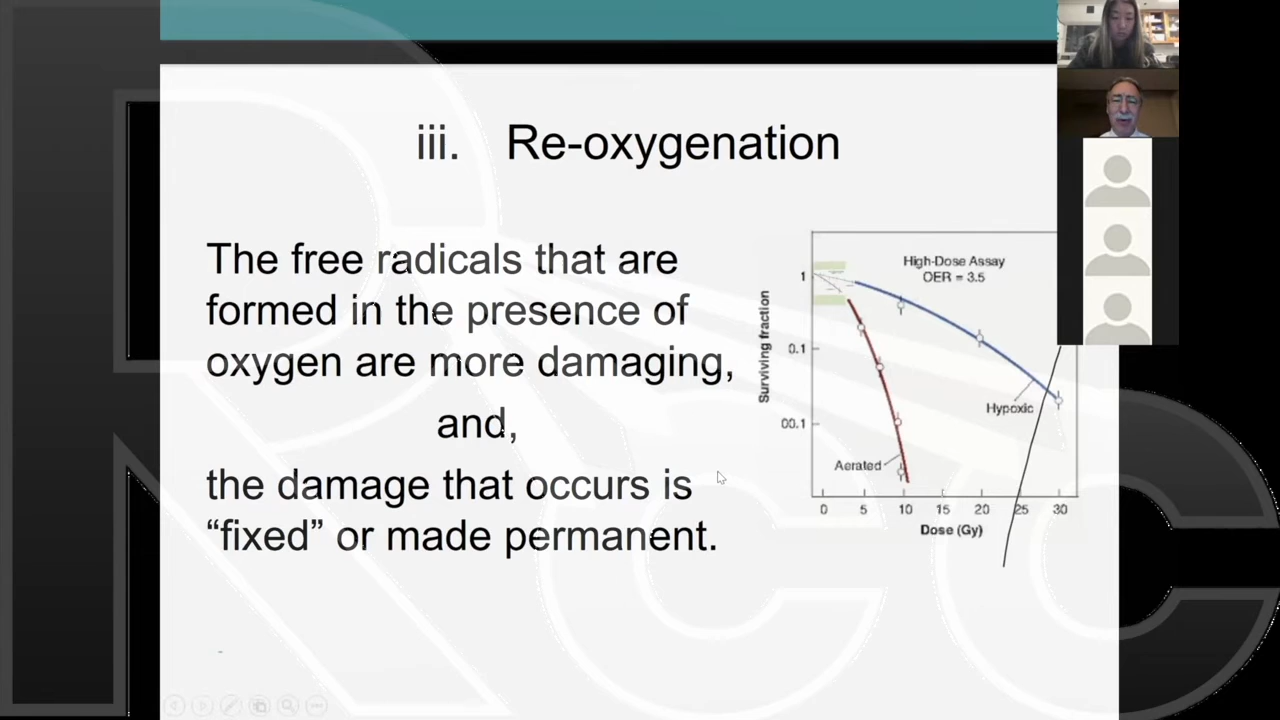 iii. Re-oxygenation
The free radicals that are
formed in the presence of
oxygen are more damaging,
and,
the damage that occurs is
“fixed” or made permanent.
High-Dose Assay
OER = 3.5
Surviving fraction
1
0.1
00.1
Hypoxic
Aerated
0 5 10 15 20 25 30
Dose (Gy)